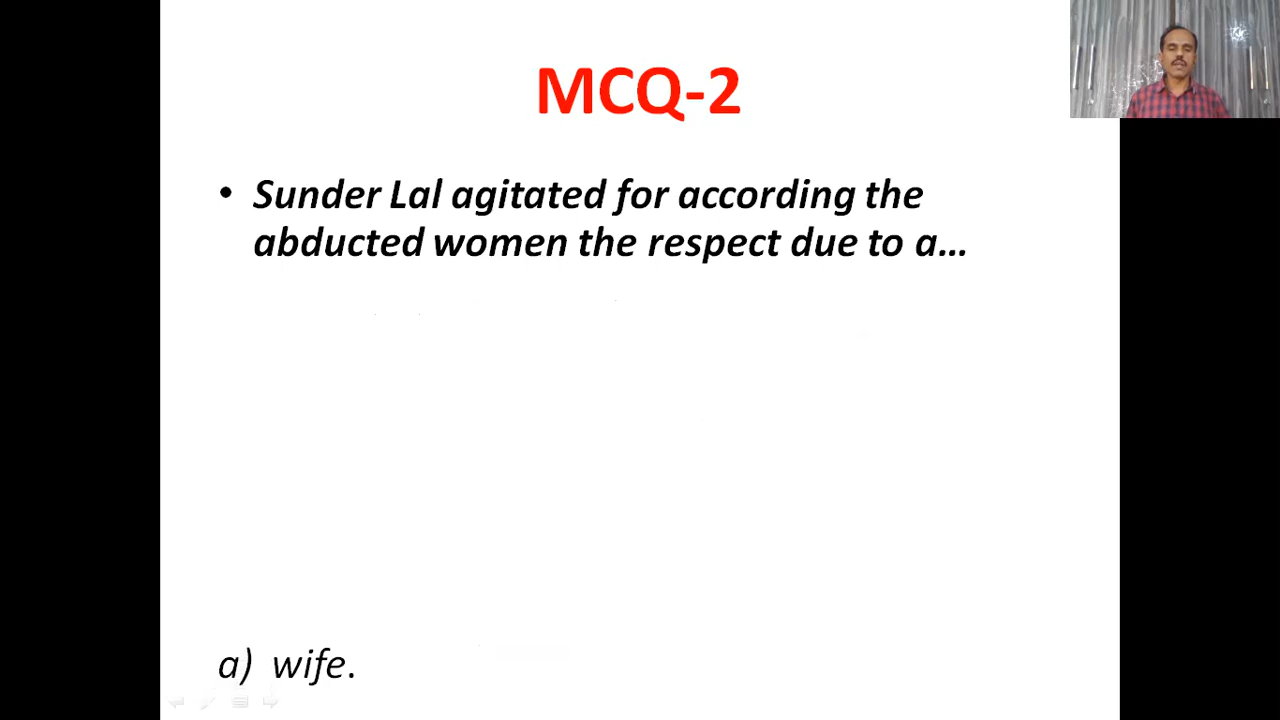 MCQ-2
• Sunder Lal agitated for according the
abducted women the respect due to a...
a) wife.